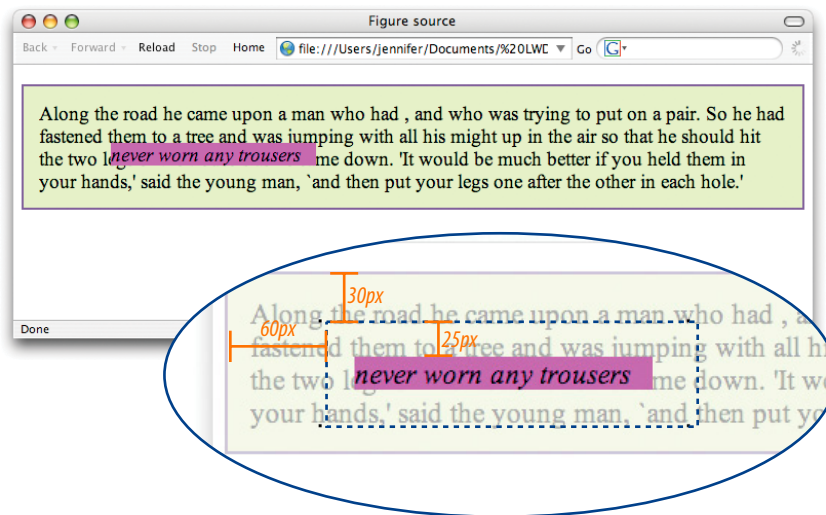 Figure source
Back Forward Reload Stop Home file:///Users/jennifer/Documents/%20LWD Go G
Along the road he came upon a man who had , and who was trying to put on a pair. So he had
fastened them to a tree and was jumping with all his might up in the air so that he should hit
the two le never worn any trousers me down. 'It would be much better if you held them in
your hands,' said the young man, `and then put your legs one after the other in each hole.'
Done
30px
Along the road he came upon a man who had ,
60px
25px
fastened them to a tree and was jumping with all
the two le never worn any trousers me down. 'It
your hands,' said the young man, `and then put